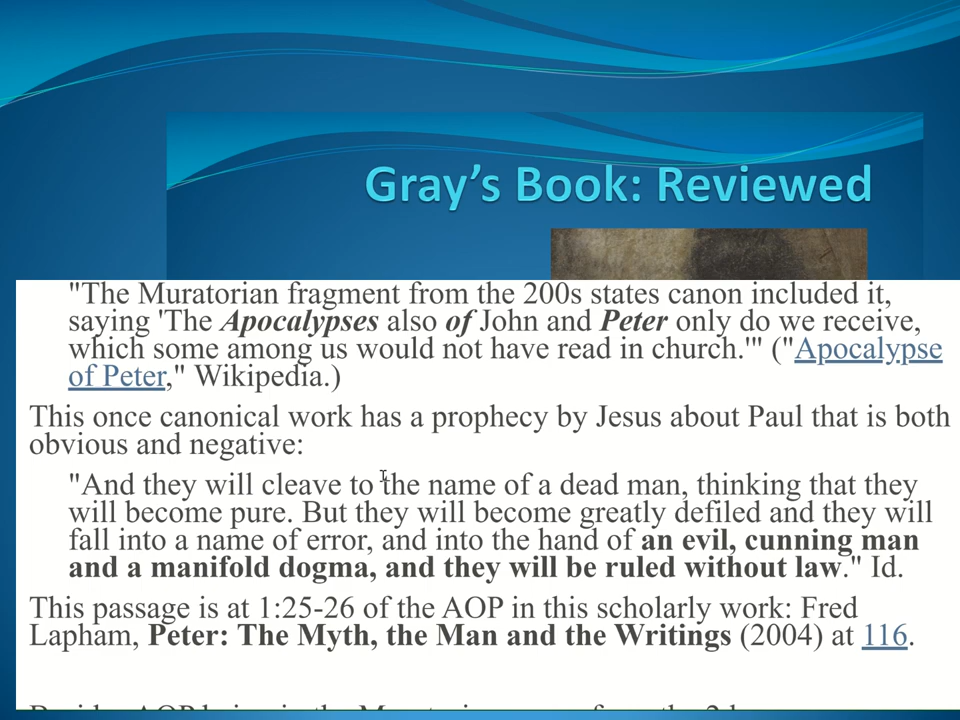 Gray's Book: Reviewed
"The Muratorian fragment from the 200s states canon included it,
saying 'The Apocalypses also of John and Peter only do we receive,
which some among us would not have read in church.'" ("Apocalypse
of Peter," Wikipedia.)
This once canonical work has a prophecy by Jesus about Paul that is both
obvious and negative:
"And they will cleave to the name of a dead man, thinking that they
will become pure. But they will become greatly defiled and they will
fall into a name of error, and into the hand of an evil, cunning man
and a manifold dogma, and they will be ruled without law." Id.
This passage is at 1:25-26 of the AOP in this scholarly work: Fred
Lapham, Peter: The Myth, the Man and the Writings (2004) at 116.